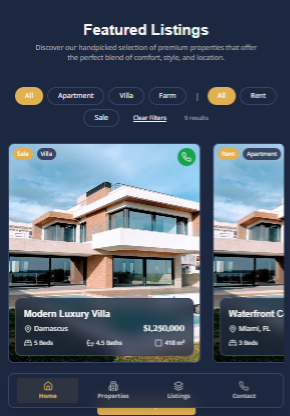 Featured Listings
Discover our handpicked selection of premium properties that offer
the perfect blend of comfort, style, and location.
All Apartment Villa Farm | All Rent
Sale Clear Filters 9 results
Sale Villa
Rent Apartment
Modern Luxury Villa
Damascus $1,250,000
5 Beds 4.5 Baths 418 m²
Waterfront C
Miami, FL
3 Beds
Home Properties Listings Contact